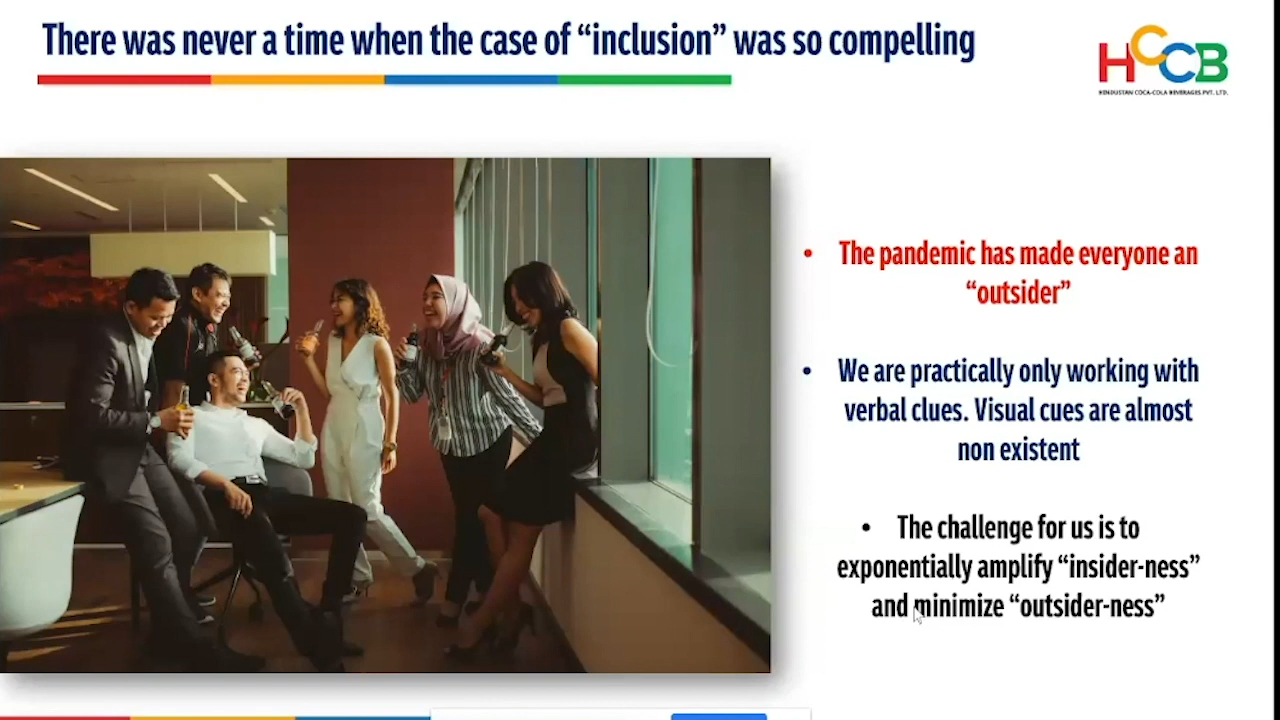 There was never a time when the case of “inclusion” was so compelling
HCCB
HINDUSTAN COCA-COLA BEVERAGES PVT. LTD.
• The pandemic has made everyone an
“outsider”
• We are practically only working with
verbal clues. Visual cues are almost
non existent
• The challenge for us is to
exponentially amplify “insider-ness”
and minimize “outsider-ness”